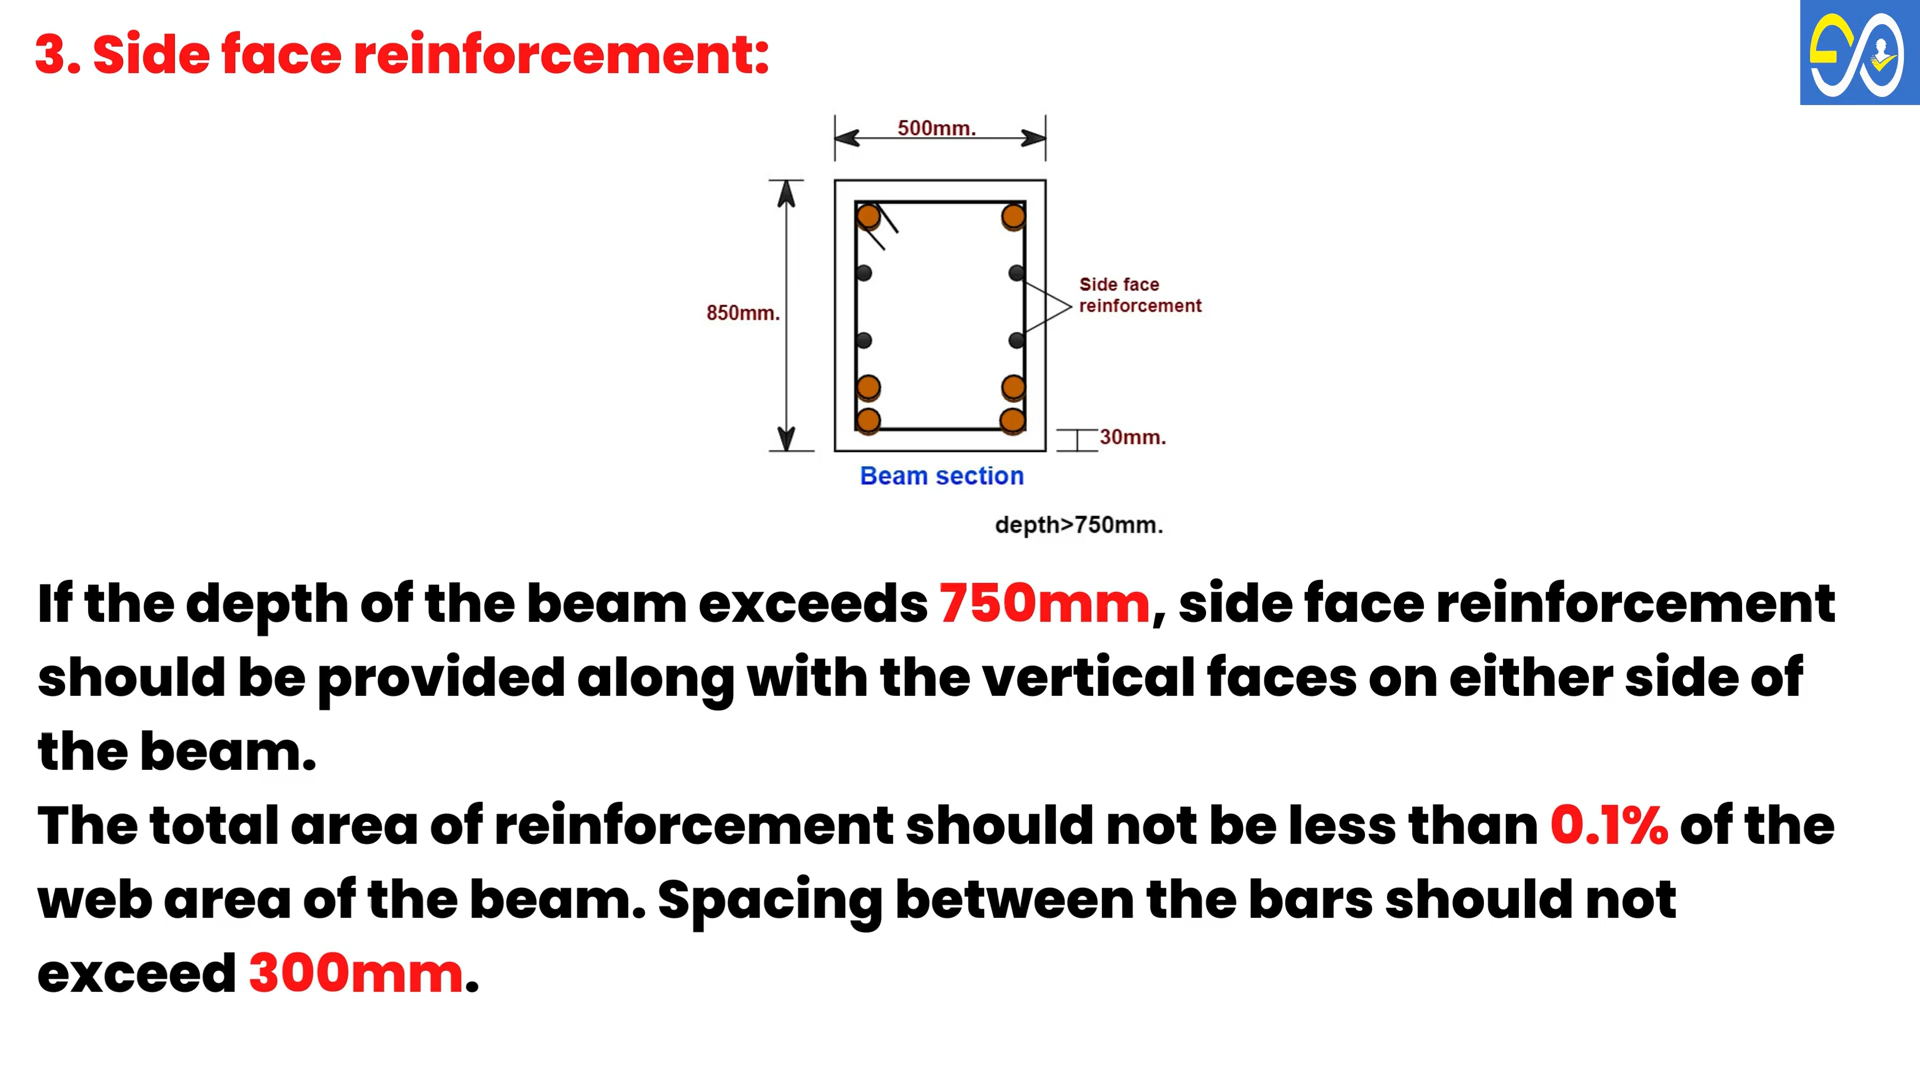 3. Side face reinforcement:
500mm.
850mm.
Side face
reinforcement
30mm.
Beam section
depth>750mm.
If the depth of the beam exceeds 750mm, side face reinforcement
should be provided along with the vertical faces on either side of
the beam.
The total area of reinforcement should not be less than 0.1% of the
web area of the beam. Spacing between the bars should not
exceed 300mm.